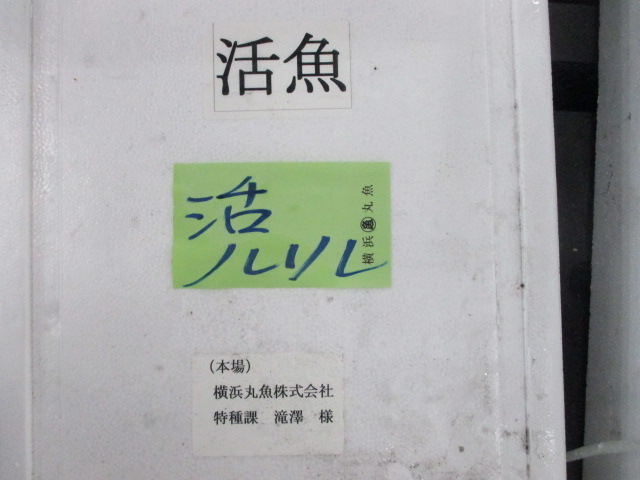 活魚
活
ルリル
横浜魚丸魚
(本場)
横浜丸魚株式会社
特種課 滝澤 様